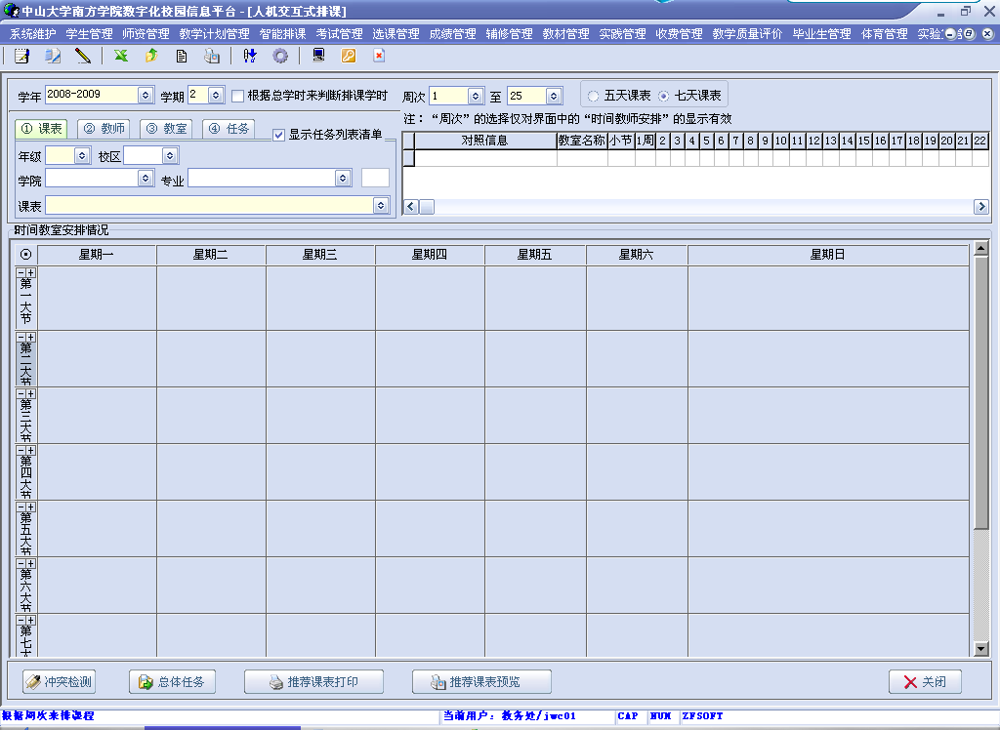 中山大学南方学院数字化校园信息平台 - [人机交互式排课]
系统维护 学生管理 师资管理 教学计划管理 智能排课 考试管理 选课管理 成绩管理 辅修管理 教材管理 实践管理 收费管理 教学质量评价 毕业生管理 体育管理 实验
学年 2008-2009 学期 2 根据总学时来判断排课学时 周次 1 至 25 五天课表 七天课表
注：“周次”的选择仅对界面中的“时间教师安排”的显示有效
① 课表 ② 教师 ③ 教室 ④ 任务 显示任务列表清单
对照信息 教室名称 小节 1周 2 3 4 5 6 7 8 9 10 11 12 13 14 15 16 17 18 19 20 21 22
年级 校区
学院 专业
课表
时间教室安排情况
星期一 星期二 星期三 星期四 星期五 星期六 星期日
第一大节
第二大节
第三大节
第四大节
第五大节
第六大节
第七大
冲突检测 总体任务 推荐课表打印 推荐课表预览 关闭
根据周次来排课程 当前用户：教务处/jwc01 CAP NUM ZFSOFT